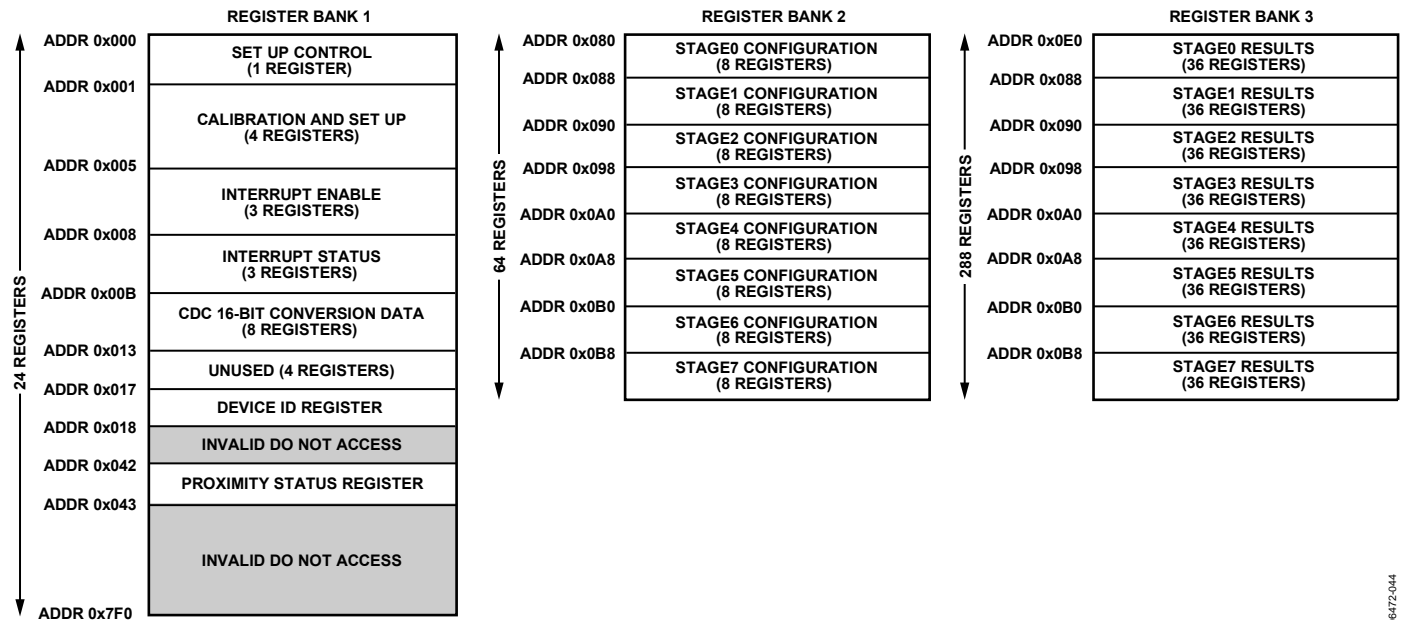 REGISTER BANK 1
ADDR 0x000
SET UP CONTROL
(1 REGISTER)
ADDR 0x001
CALIBRATION AND SET UP
(4 REGISTERS)
ADDR 0x005
INTERRUPT ENABLE
(3 REGISTERS)
ADDR 0x008
INTERRUPT STATUS
(3 REGISTERS)
ADDR 0x00B
CDC 16-BIT CONVERSION DATA
(8 REGISTERS)
ADDR 0x013
UNUSED (4 REGISTERS)
ADDR 0x017
DEVICE ID REGISTER
ADDR 0x018
INVALID DO NOT ACCESS
ADDR 0x042
PROXIMITY STATUS REGISTER
ADDR 0x043
INVALID DO NOT ACCESS
ADDR 0x7F0
24 REGISTERS
REGISTER BANK 2
ADDR 0x080
STAGE0 CONFIGURATION
(8 REGISTERS)
ADDR 0x088
STAGE1 CONFIGURATION
(8 REGISTERS)
ADDR 0x090
STAGE2 CONFIGURATION
(8 REGISTERS)
ADDR 0x098
STAGE3 CONFIGURATION
(8 REGISTERS)
ADDR 0x0A0
STAGE4 CONFIGURATION
(8 REGISTERS)
ADDR 0x0A8
STAGE5 CONFIGURATION
(8 REGISTERS)
ADDR 0x0B0
STAGE6 CONFIGURATION
(8 REGISTERS)
ADDR 0x0B8
STAGE7 CONFIGURATION
(8 REGISTERS)
64 REGISTERS
REGISTER BANK 3
ADDR 0x0E0
STAGE0 RESULTS
(36 REGISTERS)
ADDR 0x088
STAGE1 RESULTS
(36 REGISTERS)
ADDR 0x090
STAGE2 RESULTS
(36 REGISTERS)
ADDR 0x098
STAGE3 RESULTS
(36 REGISTERS)
ADDR 0x0A0
STAGE4 RESULTS
(36 REGISTERS)
ADDR 0x0A8
STAGE5 RESULTS
(36 REGISTERS)
ADDR 0x0B0
STAGE6 RESULTS
(36 REGISTERS)
ADDR 0x0B8
STAGE7 RESULTS
(36 REGISTERS)
288 REGISTERS